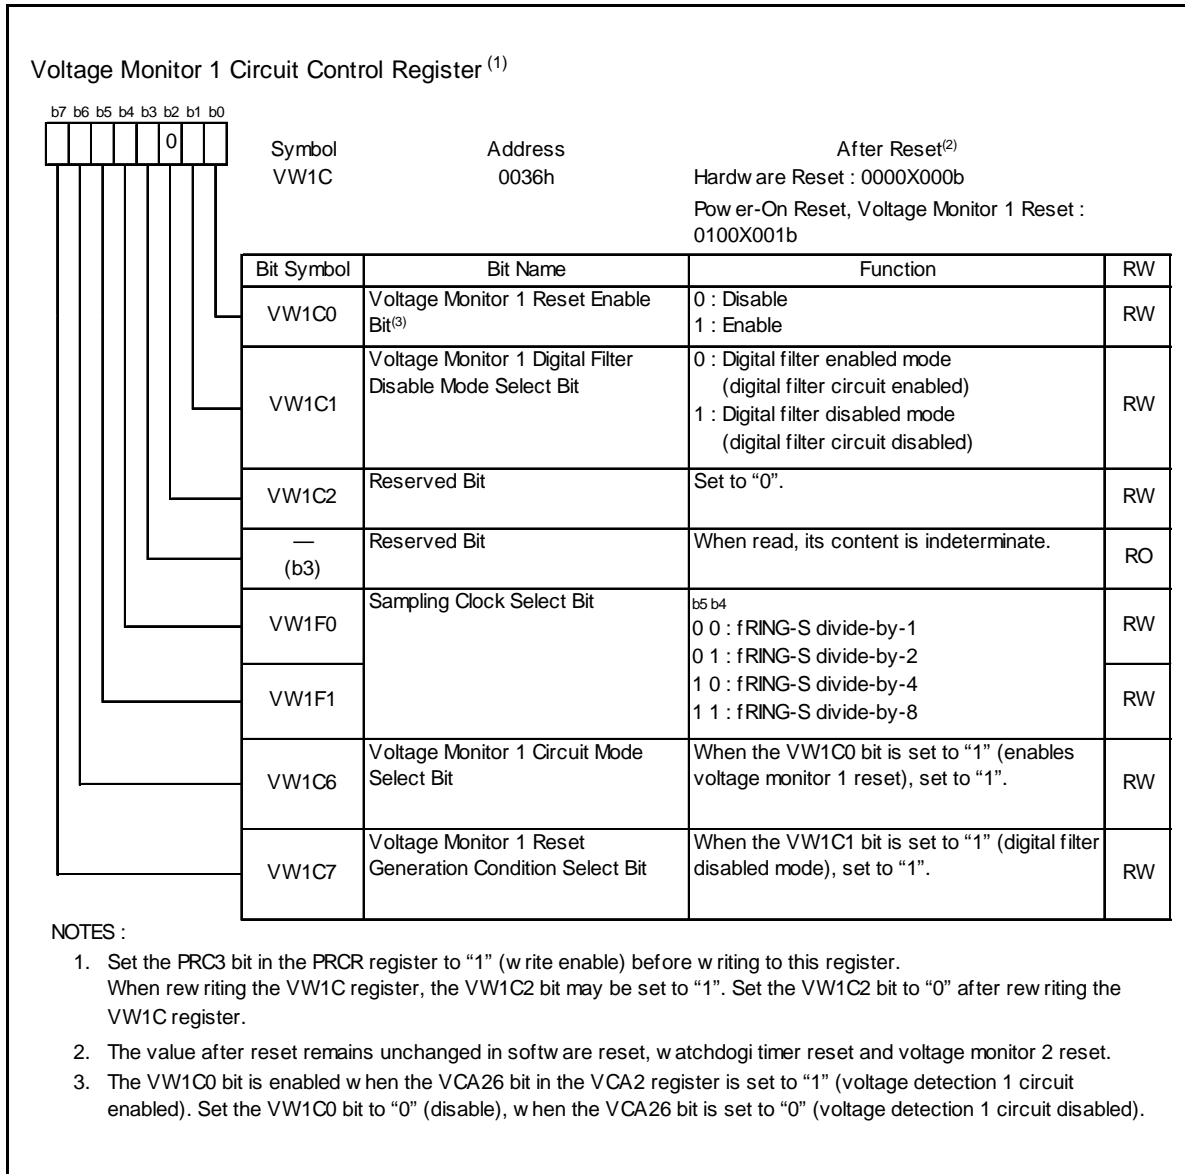 Voltage Monitor 1 Circuit Control Register (1)
b7 b6 b5 b4 b3 b2 b1 b0
0
Symbol Address After Reset(2)
VW1C 0036h Hardware Reset : 0000X000b
Power-On Reset, Voltage Monitor 1 Reset :
0100X001b
Bit Symbol Bit Name Function RW
VW1C0 Voltage Monitor 1 Reset Enable
Bit(3)
0 : Disable
1 : Enable
RW
VW1C1 Voltage Monitor 1 Digital Filter
Disable Mode Select Bit
0 : Digital filter enabled mode
(digital filter circuit enabled)
1 : Digital filter disabled mode
(digital filter circuit disabled)
RW
VW1C2 Reserved Bit Set to “0”. RW
—
(b3)
Reserved Bit When read, its content is indeterminate. RO
VW1F0 Sampling Clock Select Bit b5 b4
0 0 : fRING-S divide-by-1
0 1 : fRING-S divide-by-2
RW
VW1F1 1 0 : fRING-S divide-by-4
1 1 : fRING-S divide-by-8
RW
VW1C6 Voltage Monitor 1 Circuit Mode
Select Bit
When the VW1C0 bit is set to “1” (enables
voltage monitor 1 reset), set to “1”.
RW
VW1C7 Voltage Monitor 1 Reset
Generation Condition Select Bit
When the VW1C1 bit is set to “1” (digital filter
disabled mode), set to “1”.
RW
NOTES :
1. Set the PRC3 bit in the PRCR register to “1” (write enable) before writing to this register.
When rewriting the VW1C register, the VW1C2 bit may be set to “1”. Set the VW1C2 bit to “0” after rewriting the
VW1C register.
2. The value after reset remains unchanged in software reset, watchdogi timer reset and voltage monitor 2 reset.
3. The VW1C0 bit is enabled when the VCA26 bit in the VCA2 register is set to “1” (voltage detection 1 circuit
enabled). Set the VW1C0 bit to “0” (disable), when the VCA26 bit is set to “0” (voltage detection 1 circuit disabled).